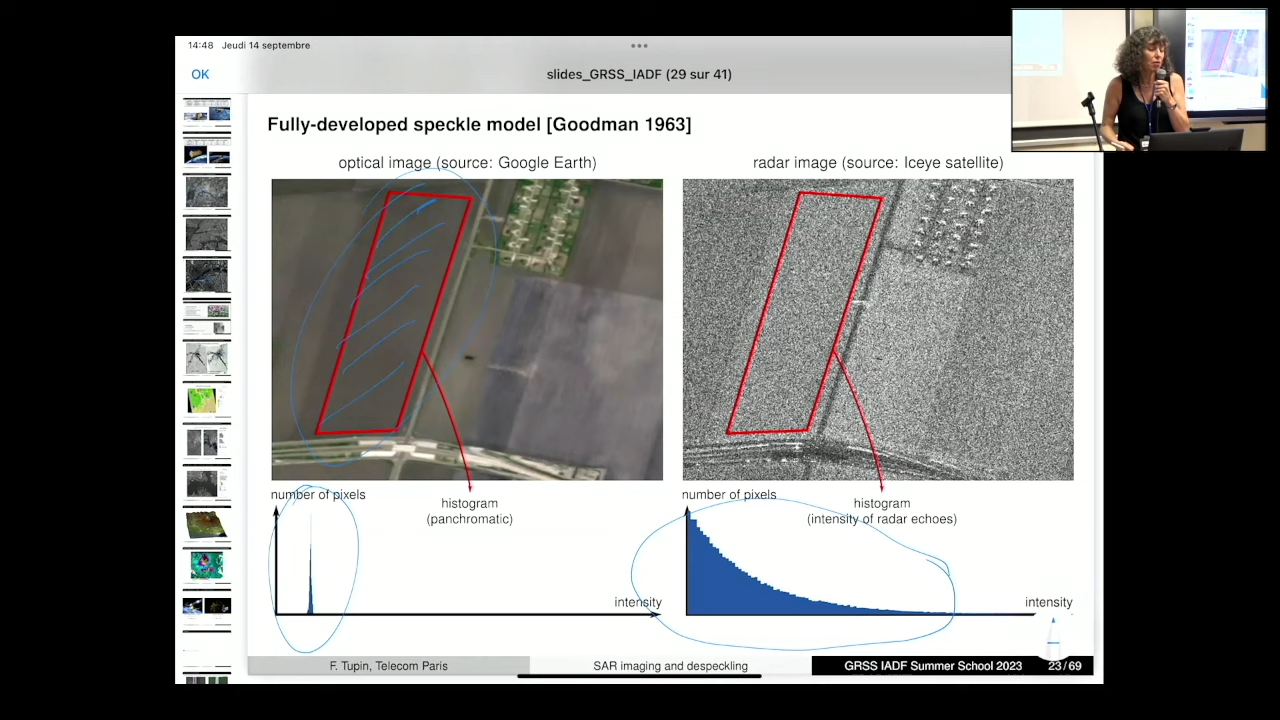 14:48 Jeudi 14 septembre
OK
slides_GRSS_IADF (29 sur 41)
Fully-developed speckle model [Goodman 1963]
optical image (source: Google Earth)
radar image (source: Iceye satellite)
number of pixels
histogram
(panchromatic)
intensity
number of pixels
histogram
(intensity of radar echoes)
intensity
F. Tupin, Telecom Paris
SAR imaging and despeckling
GRSS IADF Summer School 2023
23/69